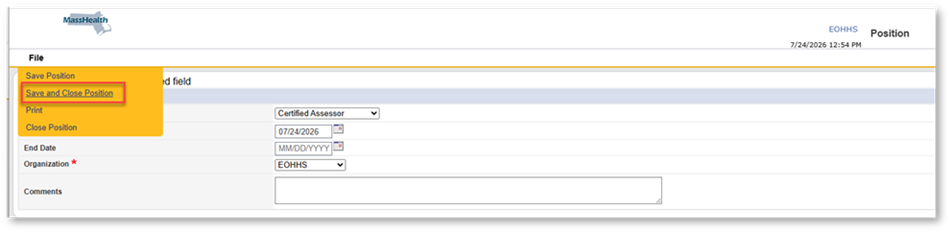 MassHealth
EOHHS Position
7/24/2026 12:54 PM
File
Save Position
d field
Save and Close Position
Print
Certified Assessor
Close Position
07/24/2026
End Date
MM/DD/YYYY
Organization *
EOHHS
Comments